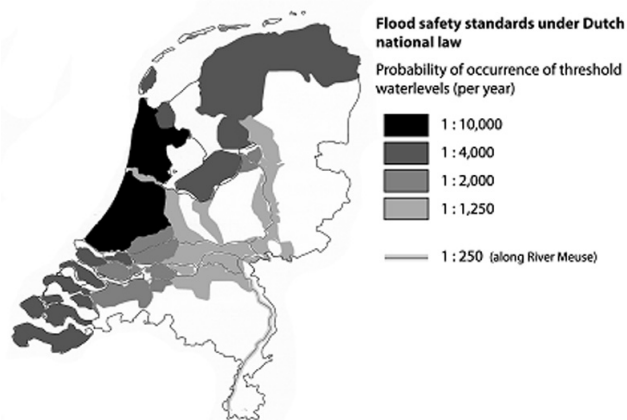 Flood safety standards under Dutch
national law
Probability of occurrence of threshold
waterlevels (per year)
1 : 10,000
1 : 4,000
1 : 2,000
1 : 1,250
1 : 250 (along River Meuse)